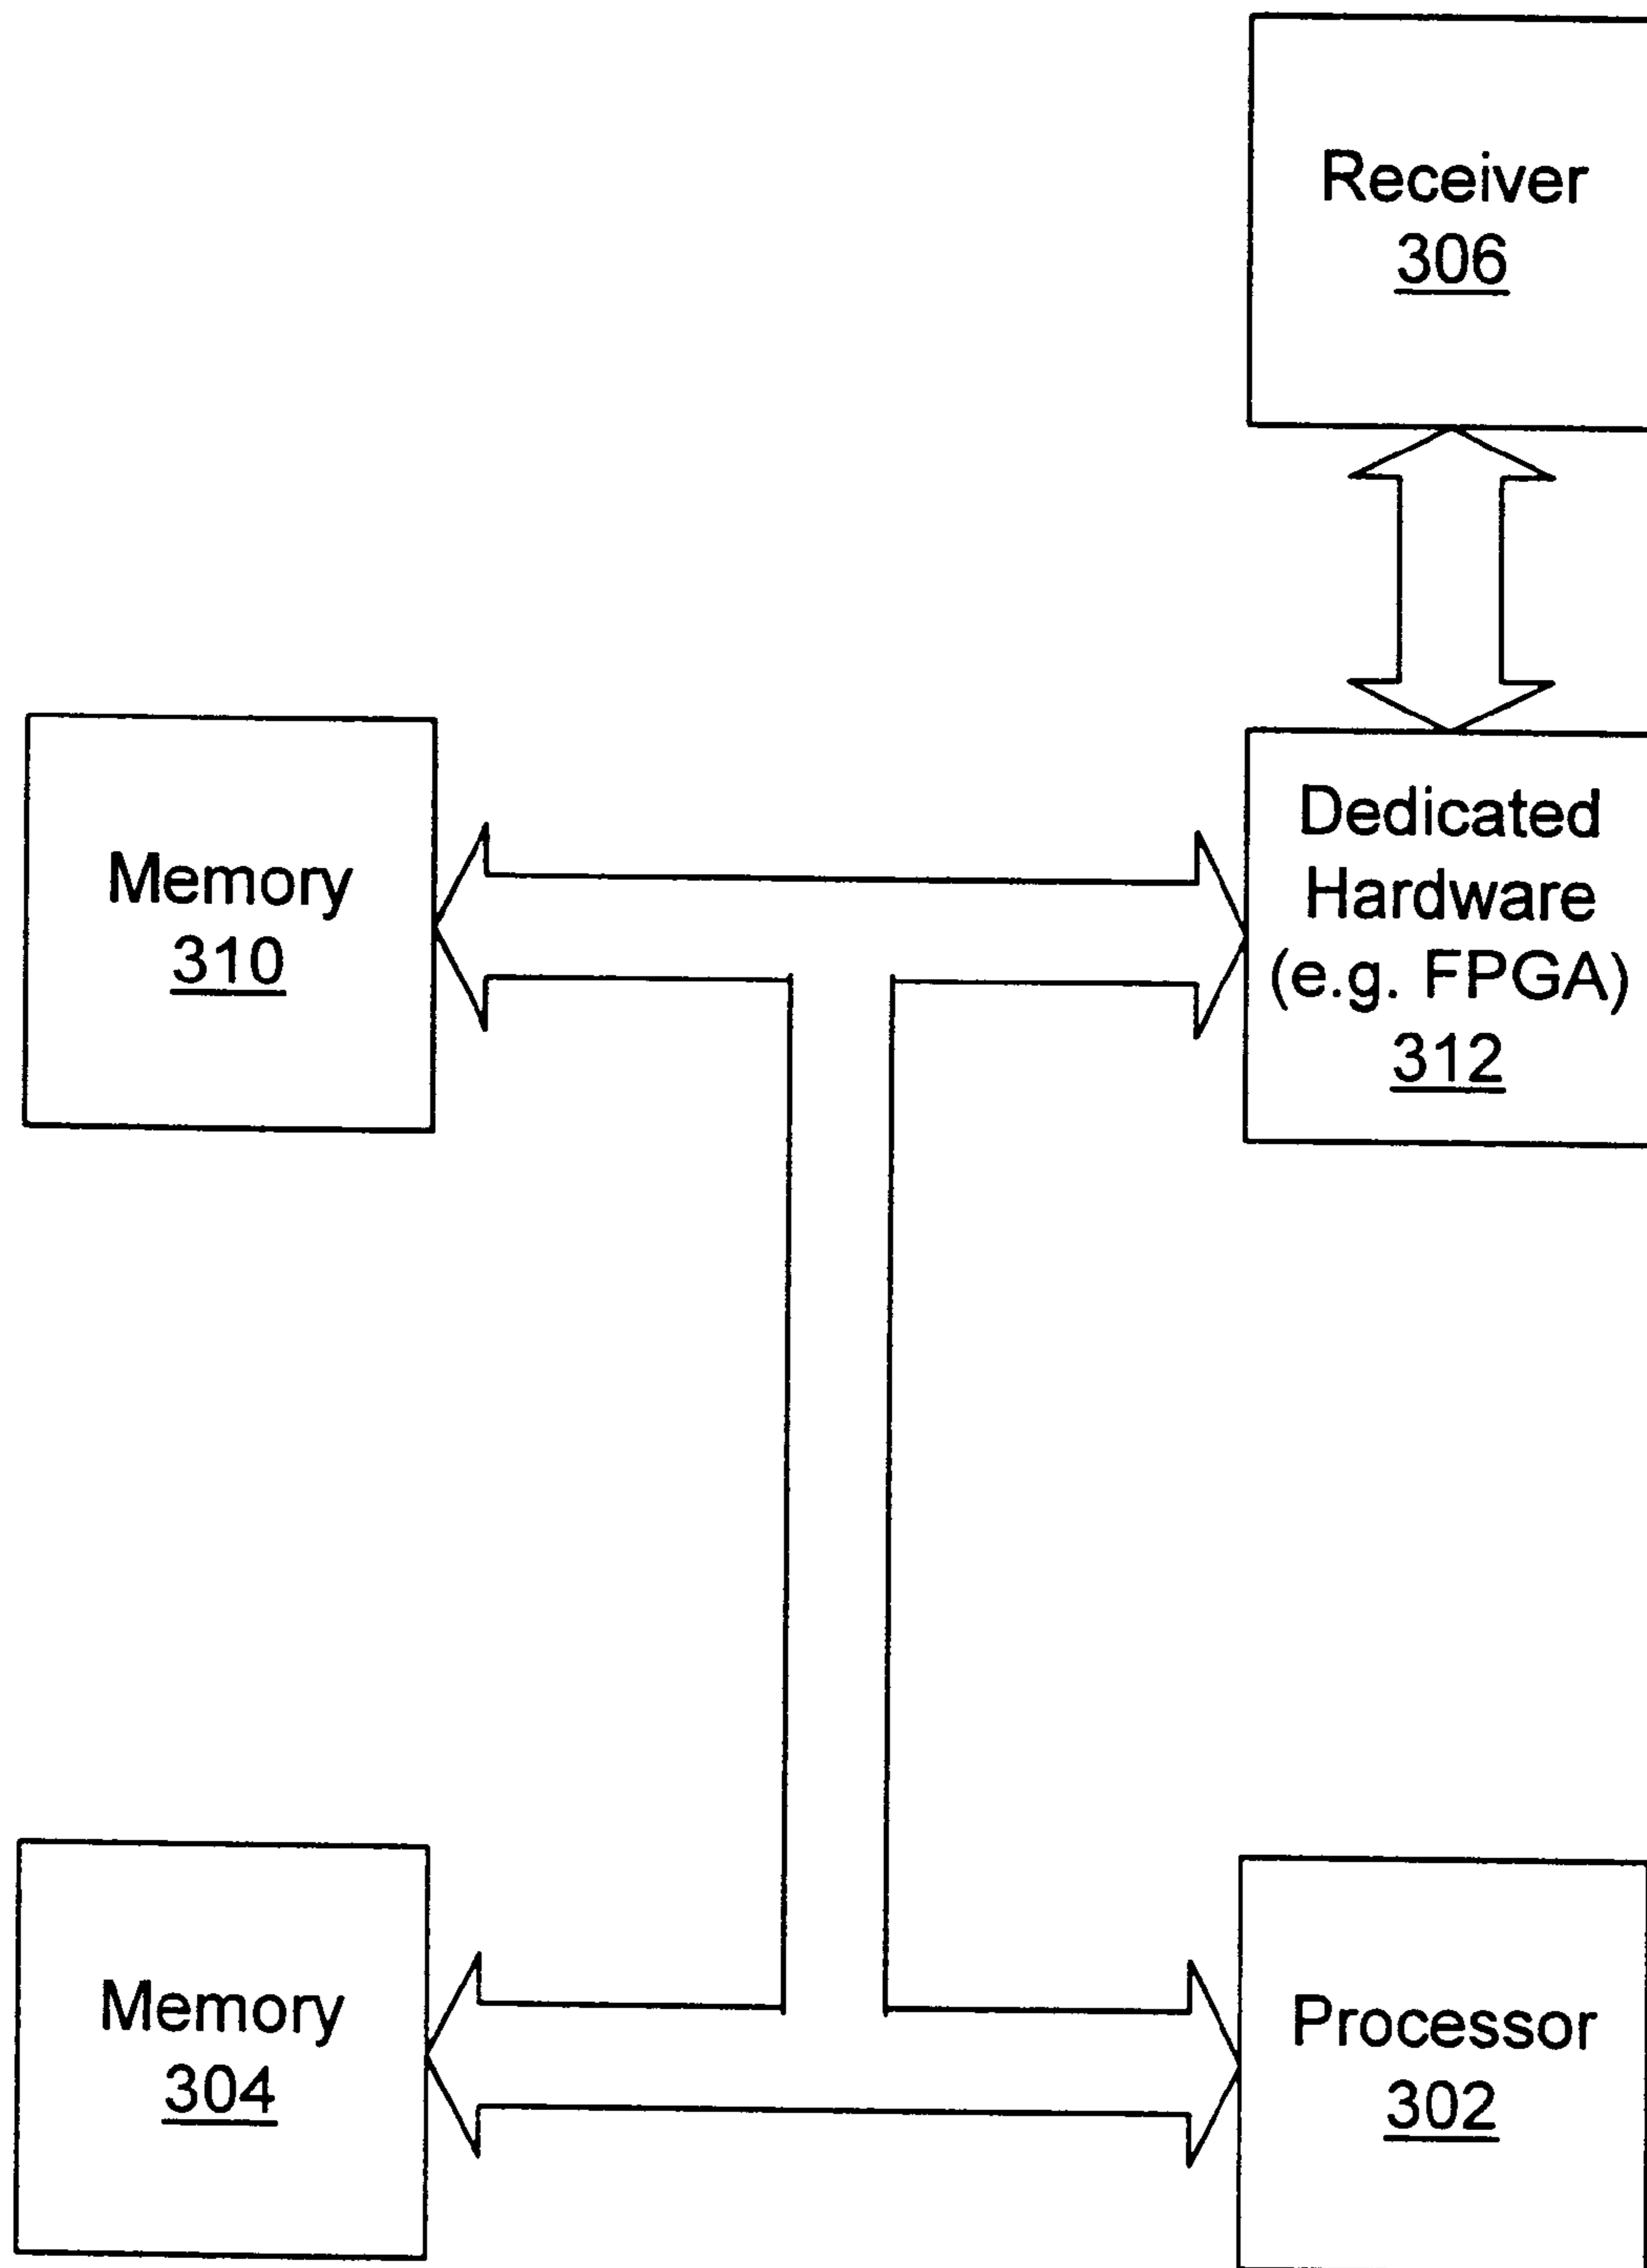 Receiver
306
Memory
310
Dedicated
Hardware
(e.g. FPGA)
312
Memory
304
Processor
302